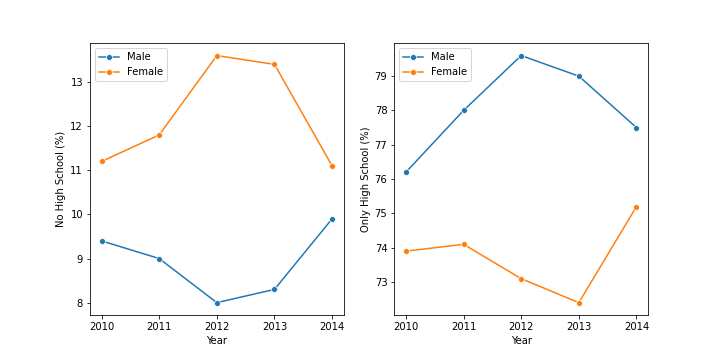 Male
Female
13
12
11
10
9
8
No High School (%)
2010 2011 2012 2013 2014
Year
Male
Female
79
78
77
76
75
74
73
Only High School (%)
2010 2011 2012 2013 2014
Year